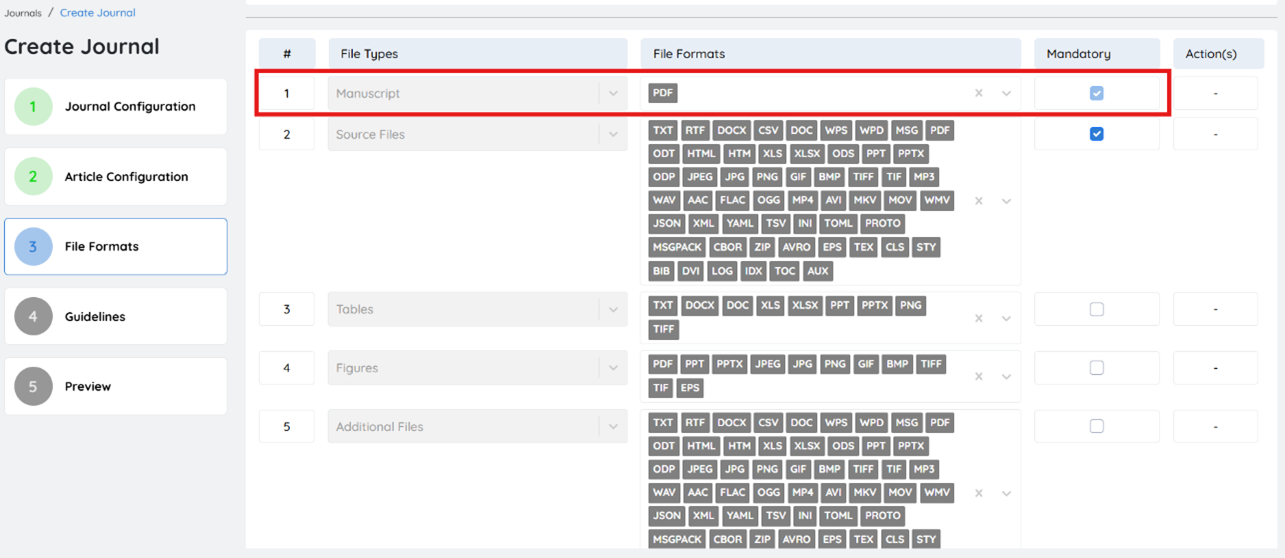 Journals / Create Journal
Create Journal
1 Journal Configuration
2 Article Configuration
3 File Formats
4 Guidelines
5 Preview
# File Types File Formats Mandatory Action(s)
1 Manuscript PDF -
2 Source Files TXT RTF DOCX CSV DOC WPS WPD MSG PDF -
ODT HTML HTM XLS XLSX ODS PPT PPTX
ODP JPEG JPG PNG GIF BMP TIFF TIF MP3
WAV AAC FLAC OGG MP4 AVI MKV MOV WMV
JSON XML YAML TSV INI TOML PROTO
MSGPACK CBOR ZIP AVRO EPS TEX CLS STY
BIB DVI LOG IDX TOC AUX
3 Tables TXT DOCX DOC XLS XLSX PPT PPTX PNG -
TIFF
4 Figures PDF PPT PPTX JPEG JPG PNG GIF BMP TIFF -
TIF EPS
5 Additional Files TXT RTF DOCX CSV DOC WPS WPD MSG PDF -
ODT HTML HTM XLS XLSX ODS PPT PPTX
ODP JPEG JPG PNG GIF BMP TIFF TIF MP3
WAV AAC FLAC OGG MP4 AVI MKV MOV WMV
JSON XML YAML TSV INI TOML PROTO
MSGPACK CBOR ZIP AVRO EPS TEX CLS STY